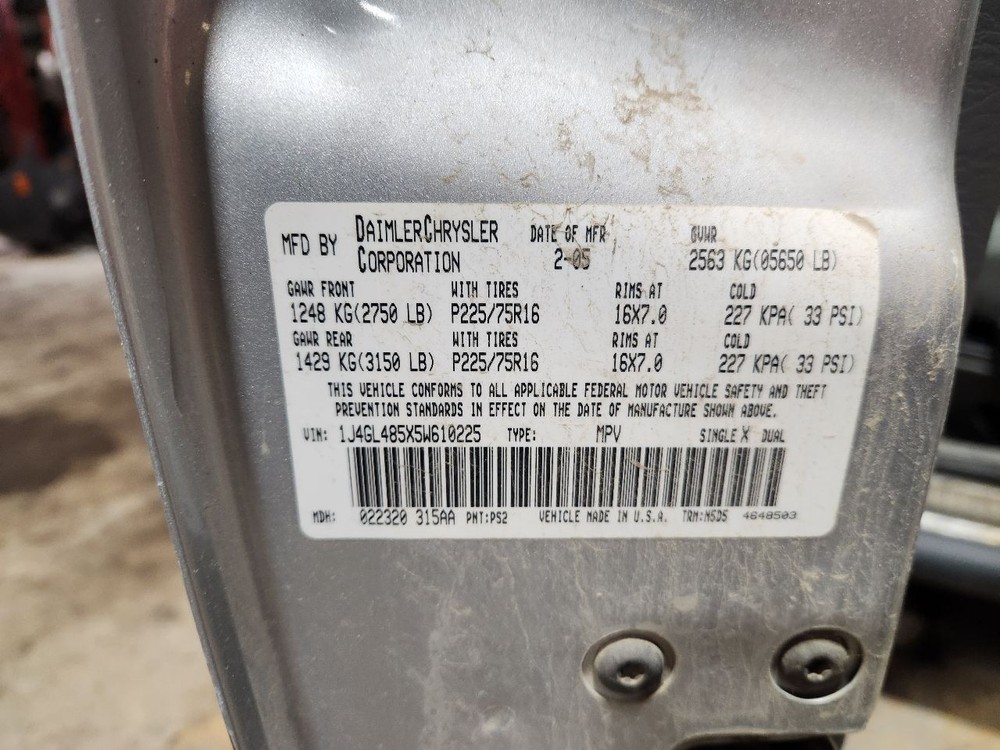 MFD BY DAIMLERCHRYSLER CORPORATION DATE OF MFR 2-05 GVWR 2563 KG(05650 LB)
GAWR FRONT WITH TIRES RIMS AT COLD
1248 KG(2750 LB) P225/75R16 16X7.0 227 KPA( 33 PSI)
GAWR REAR WITH TIRES RIMS AT COLD
1429 KG(3150 LB) P225/75R16 16X7.0 227 KPA( 33 PSI)
THIS VEHICLE CONFORMS TO ALL APPLICABLE FEDERAL MOTOR VEHICLE SAFETY AND THEFT
PREVENTION STANDARDS IN EFFECT ON THE DATE OF MANUFACTURE SHOWN ABOVE.
VIN: 1J4GL485X5W610225 TYPE: MPV SINGLE X DUAL
MDH: 022320 315AA PNT:PS2 VEHICLE MADE IN U.S.A. TRM:N5D5 4648503